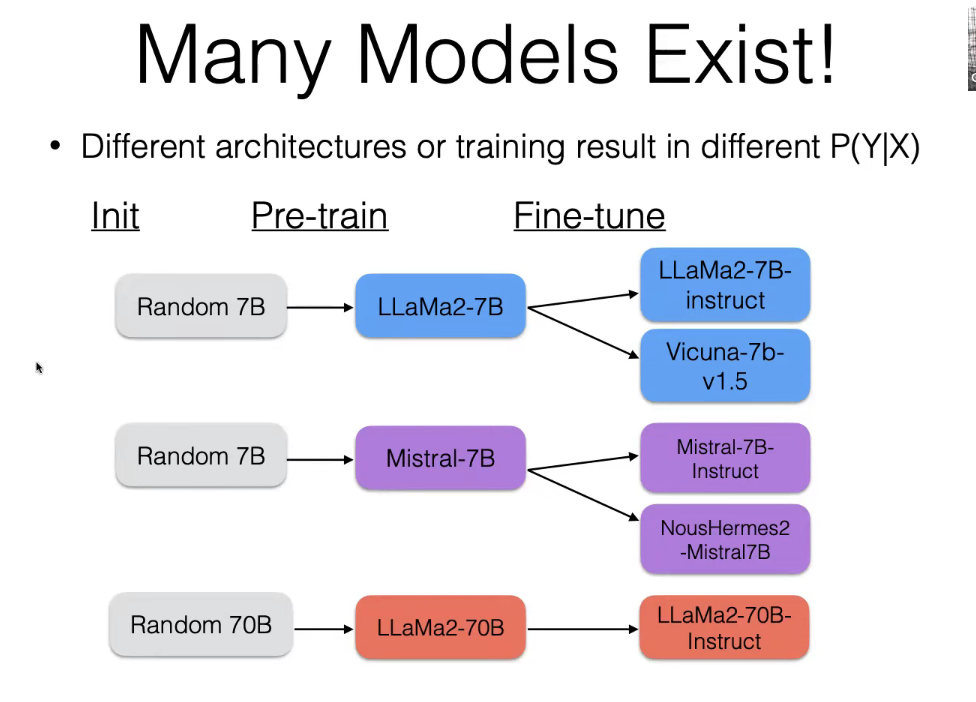 Many Models Exist!
• Different architectures or training result in different P(Y|X)
Init
Pre-train
Fine-tune
Random 7B
LLaMa2-7B
LLaMa2-7B-
instruct
Vicuna-7b-
v1.5
Random 7B
Mistral-7B
Mistral-7B-
Instruct
NousHermes2
-Mistral7B
Random 70B
LLaMa2-70B
LLaMa2-70B-
Instruct